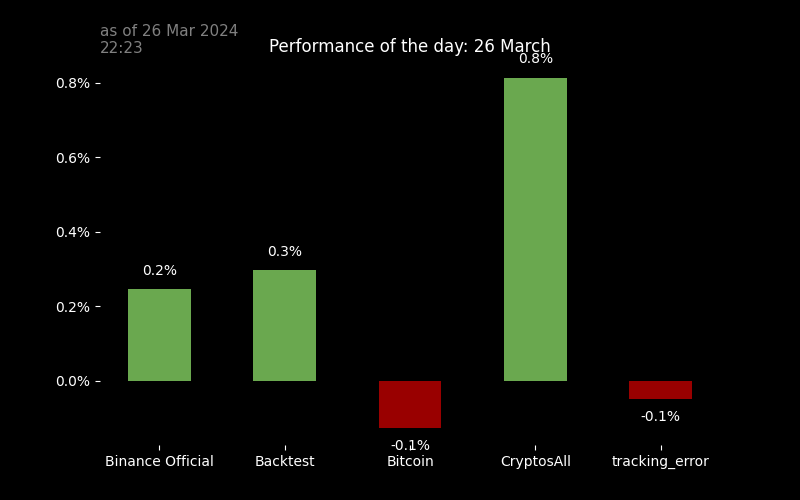 as of 26 Mar 2024
22:23
Performance of the day: 26 March
0.8%
0.8%
0.6%
0.4%
0.3%
0.2%
0.2%
0.0%
-0.1%
-0.1%
Binance Official
Backtest
Bitcoin
CryptosAll
tracking_error